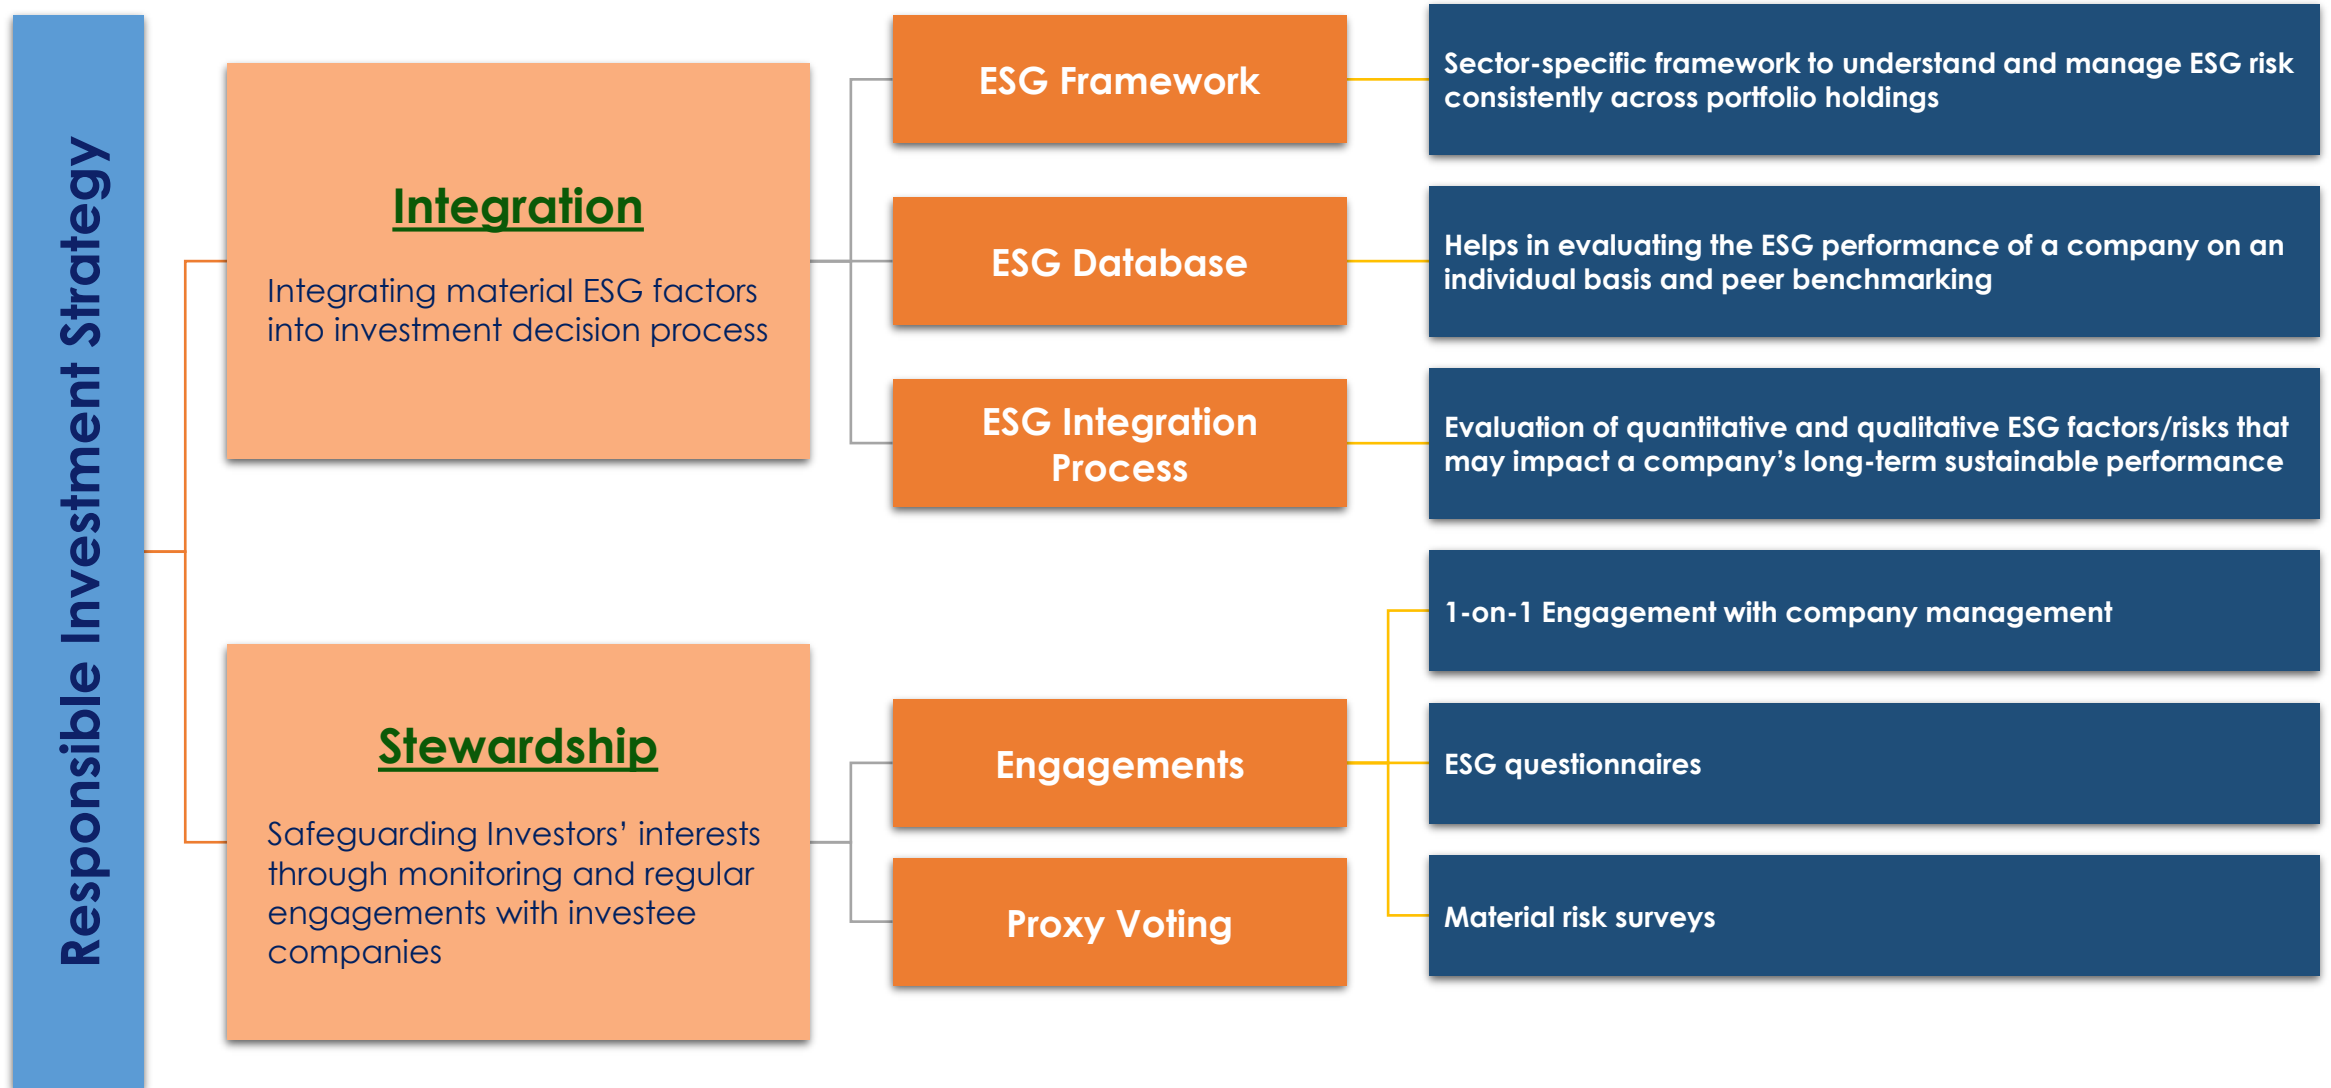 Responsible Investment Strategy
Integration
Integrating material ESG factors
into investment decision process
ESG Framework
Sector-specific framework to understand and manage ESG risk
consistently across portfolio holdings
ESG Database
Helps in evaluating the ESG performance of a company on an
individual basis and peer benchmarking
ESG Integration
Process
Evaluation of quantitative and qualitative ESG factors/risks that
may impact a company’s long-term sustainable performance
Stewardship
Safeguarding Investors’ interests
through monitoring and regular
engagements with investee
companies
Engagements
1-on-1 Engagement with company management
ESG questionnaires
Material risk surveys
Proxy Voting